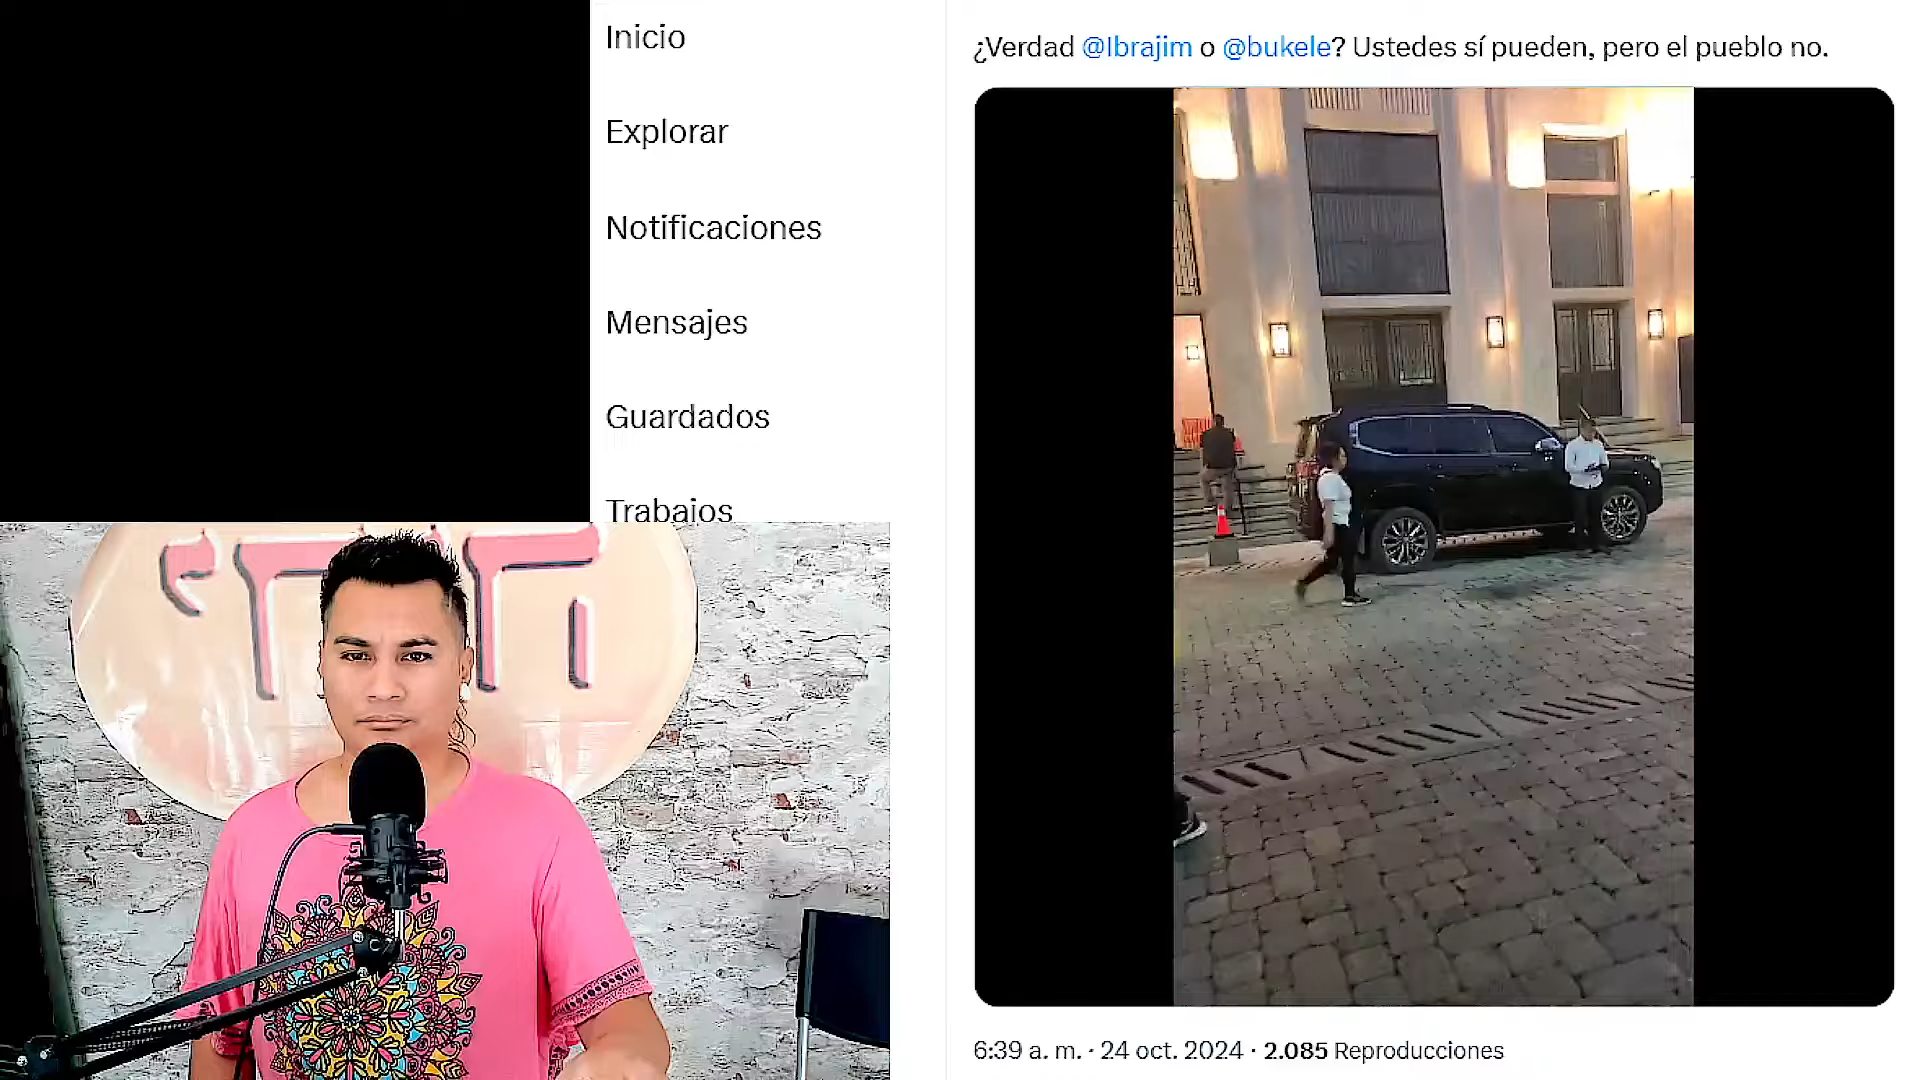 Inicio
Explorar
Notificaciones
Mensajes
Guardados
Trabajos
¿Verdad @Ibrajim o @bukele? Ustedes sí pueden, pero el pueblo no.
6:39 a. m. · 24 oct. 2024 · 2.085 Reproducciones